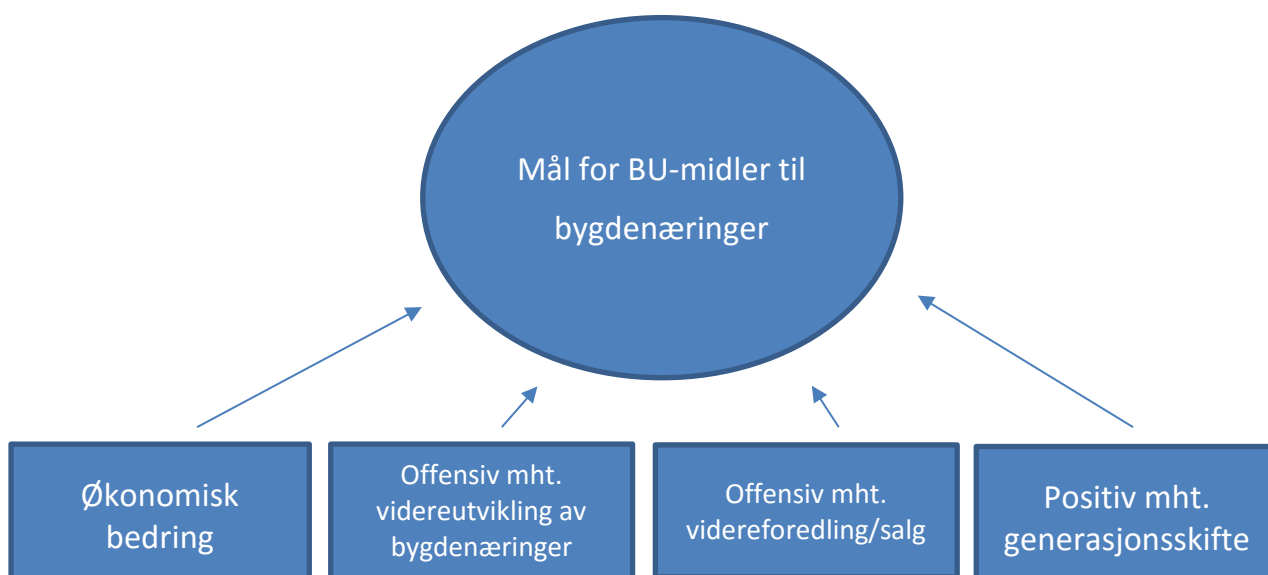 Mål for BU-midler til
bygdenæringer
Økonomisk
bedring
Offensiv mht.
videreutvikling av
bygdenæringer
Offensiv mht.
videreforedling/salg
Positiv mht.
generasjonsskifte